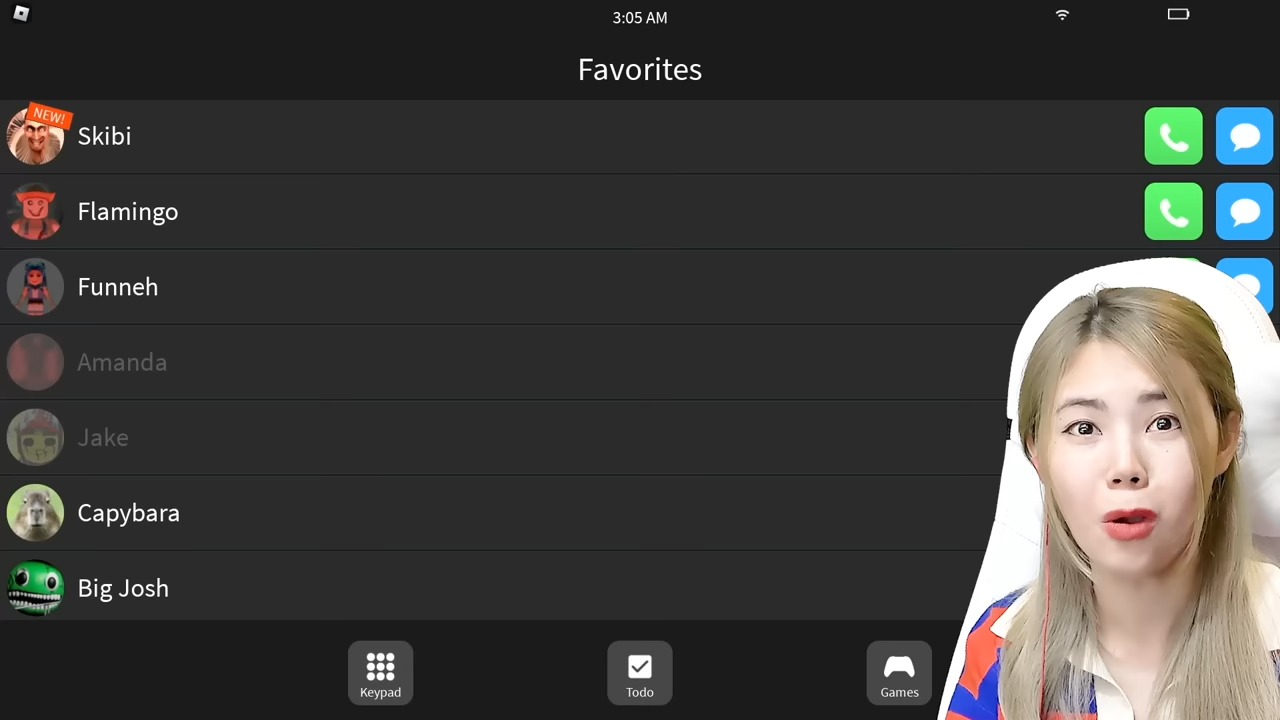 3:05 AM
Favorites
NEW!
Skibi
Flamingo
Funneh
Amanda
Jake
Capybara
Big Josh
Keypad
Todo
Games